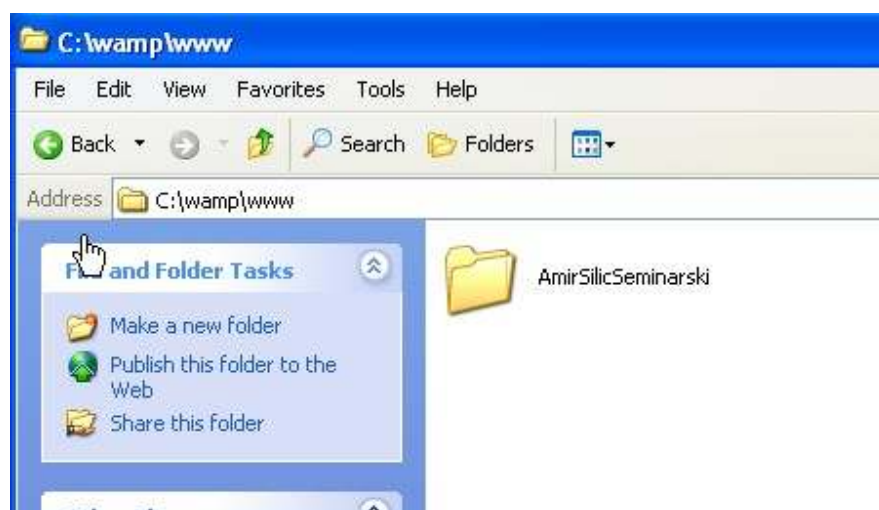 C:\wamp\www
File Edit View Favorites Tools Help
Back Search Folders
Address C:\wamp\www
and Folder Tasks
Make a new folder
Publish this folder to the
Web
Share this folder
AmirSilicSeminarski